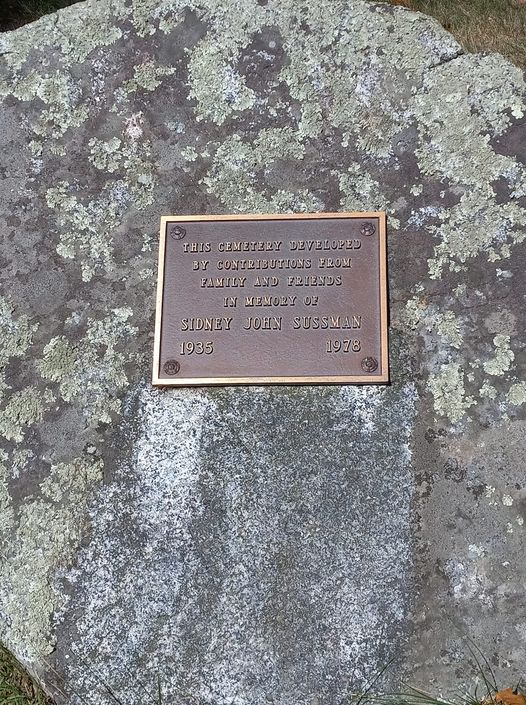 THIS CEMETERY DEVELOPED
BY CONTRIBUTIONS FROM
FAMILY AND FRIENDS
IN MEMORY OF
SIDNEY JOHN SUSSMAN
1935 1978